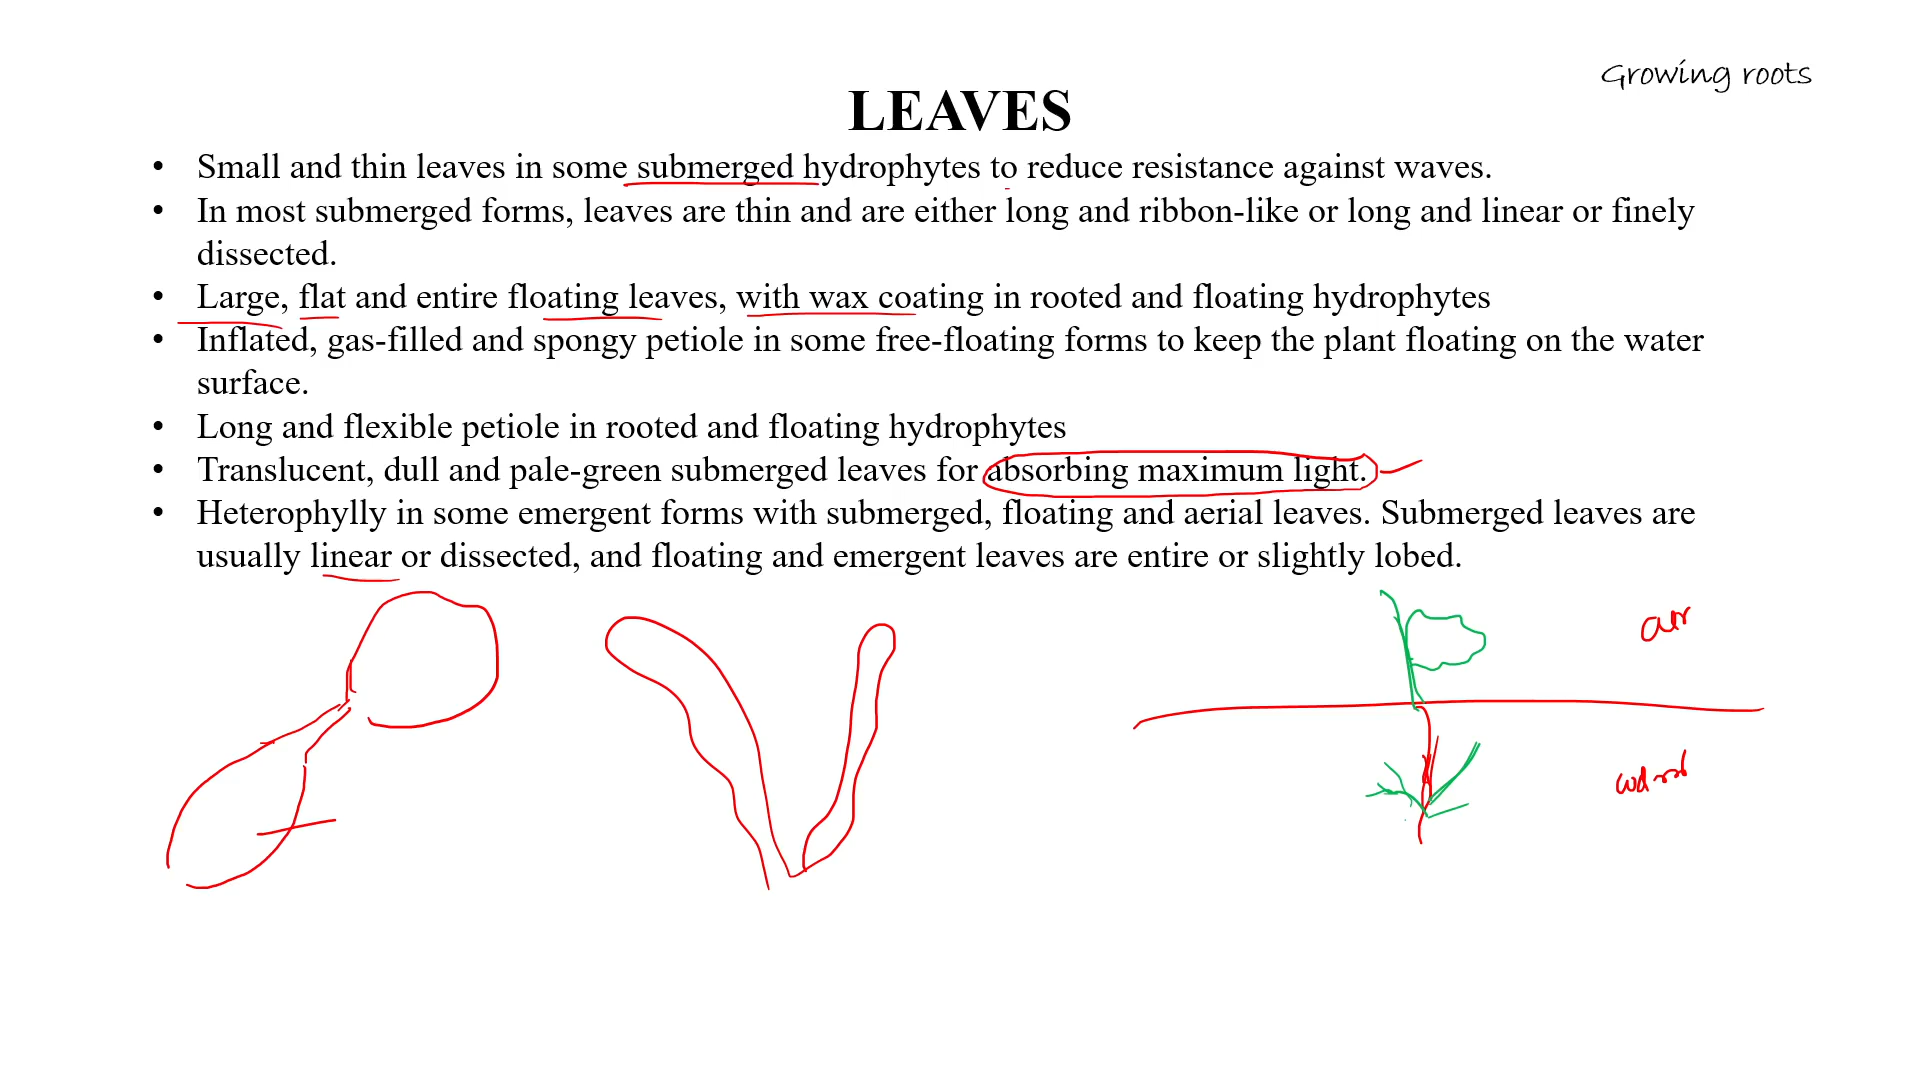 Growing roots
LEAVES
• Small and thin leaves in some submerged hydrophytes to reduce resistance against waves.
• In most submerged forms, leaves are thin and are either long and ribbon-like or long and linear or finely
dissected.
• Large, flat and entire floating leaves, with wax coating in rooted and floating hydrophytes
• Inflated, gas-filled and spongy petiole in some free-floating forms to keep the plant floating on the water
surface.
• Long and flexible petiole in rooted and floating hydrophytes
• Translucent, dull and pale-green submerged leaves for absorbing maximum light.
• Heterophylly in some emergent forms with submerged, floating and aerial leaves. Submerged leaves are
usually linear or dissected, and floating and emergent leaves are entire or slightly lobed.
air